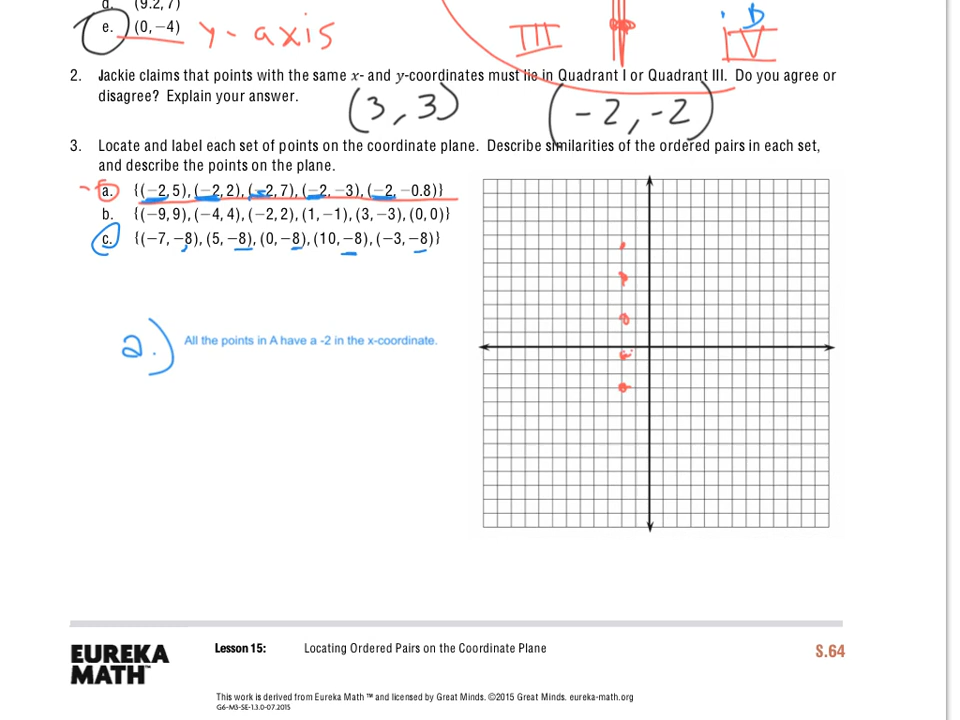 d. (9.2, 7)
e. (0, −4) y-axis
III
D
IV
2. Jackie claims that points with the same x- and y-coordinates must lie in Quadrant I or Quadrant III. Do you agree or
disagree? Explain your answer.
(3, 3) (-2, -2)
3. Locate and label each set of points on the coordinate plane. Describe similarities of the ordered pairs in each set,
and describe the points on the plane.
a. {(−2, 5), (−2, 2), (−2, 7), (−2, −3), (−2, −0.8)}
b. {(−9, 9), (−4, 4), (−2, 2), (1, −1), (3, −3), (0, 0)}
c. {(−7, −8), (5, −8), (0, −8), (10, −8), (−3, −8)}
a.) All the points in A have a -2 in the x-coordinate.
EUREKA
MATH™
Lesson 15: Locating Ordered Pairs on the Coordinate Plane
S.64
This work is derived from Eureka Math ™ and licensed by Great Minds. ©2015 Great Minds. eureka-math.org
G6-M3-SE-1.3.0-07.2015